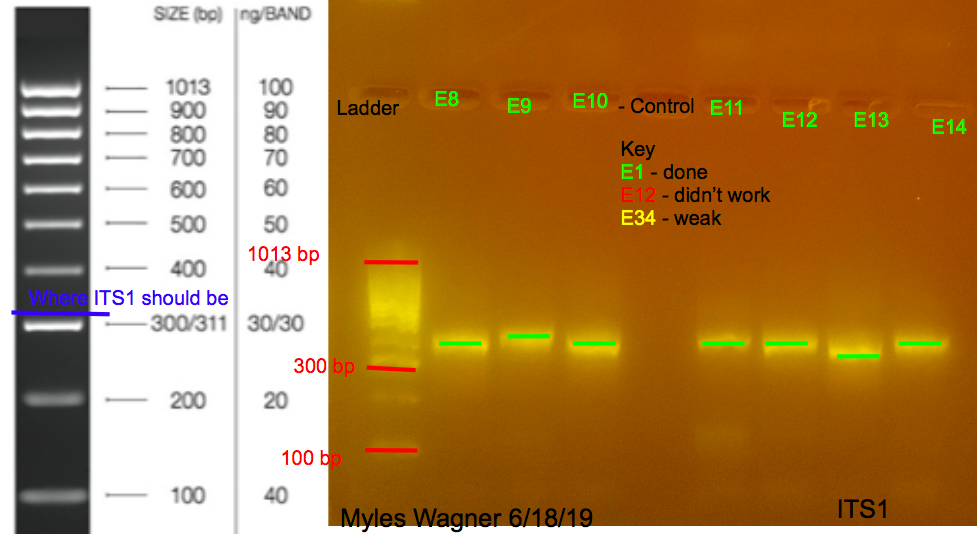 SIZE (bp) ng/BAND
1013 100
900 90
800 80
700 70
600 60
500 50
400 40
Where ITS1 should be
300/311 30/30
200 20
100 40
Ladder E8 E9 E10 - Control E11 E12 E13 E14
Key
E1 - done
E12 - didn't work
E34 - weak
1013 bp
300 bp
100 bp
Myles Wagner 6/18/19 ITS1